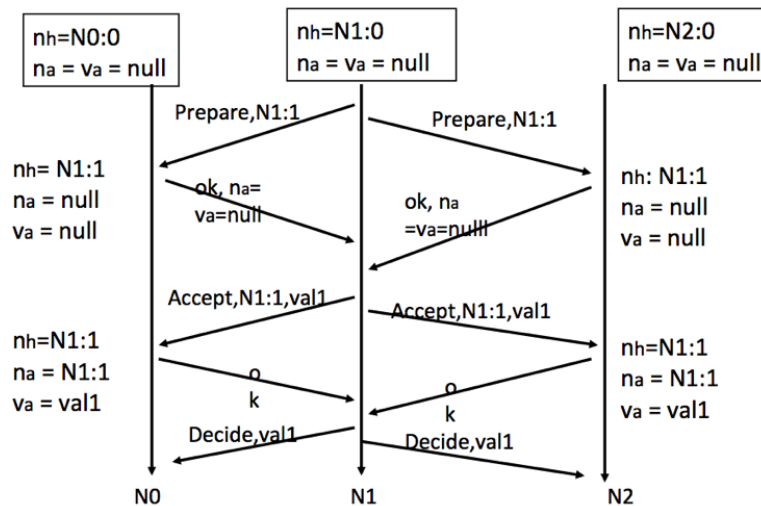 nh=N0:0
na = va = null
nh=N1:0
na = va = null
nh=N2:0
na = va = null
Prepare,N1:1
Prepare,N1:1
nh= N1:1
na = null
va = null
ok, na=
va=null
ok, na
=va=nulll
nh: N1:1
na = null
va = null
Accept,N1:1,val1
Accept,N1:1,val1
nh=N1:1
na = N1:1
va = val1
o
k
o
k
nh=N1:1
na = N1:1
va = val1
Decide,val1
Decide,val1
N0
N1
N2